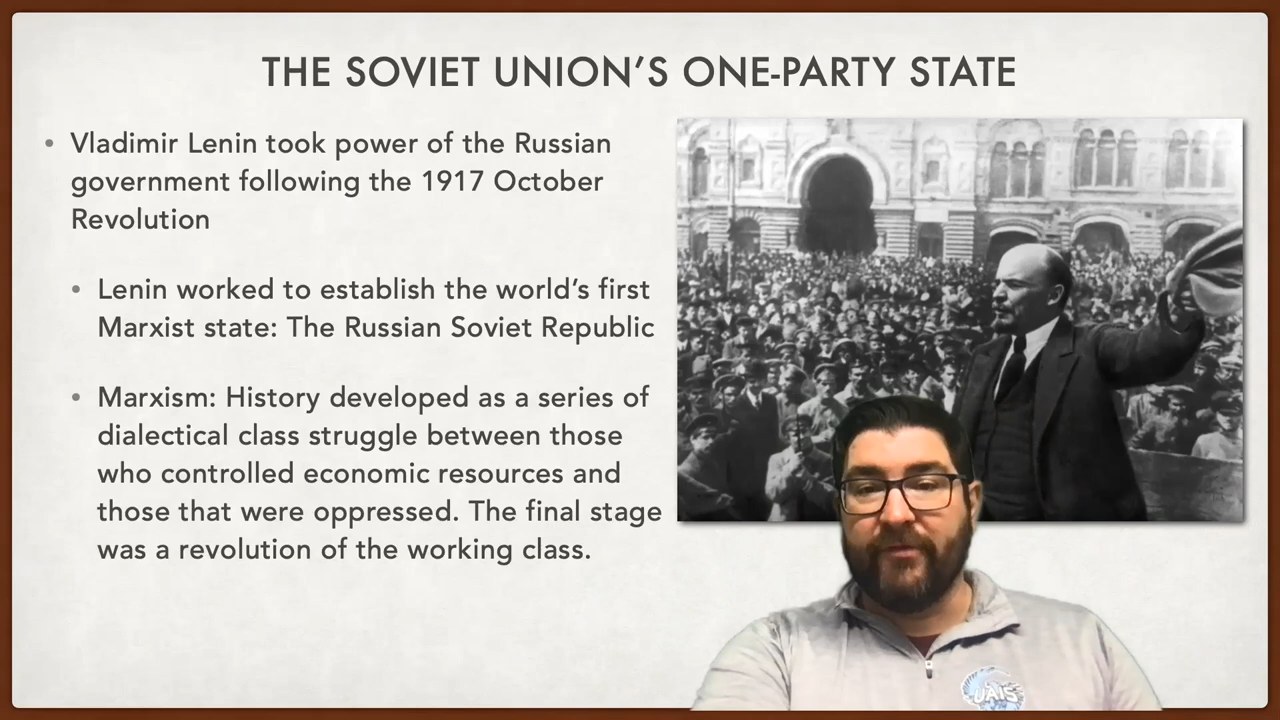 THE SOVIET UNION’S ONE-PARTY STATE
• Vladimir Lenin took power of the Russian
government following the 1917 October
Revolution
• Lenin worked to establish the world’s first
Marxist state: The Russian Soviet Republic
• Marxism: History developed as a series of
dialectical class struggle between those
who controlled economic resources and
those that were oppressed. The final stage
was a revolution of the working class.
UAIS